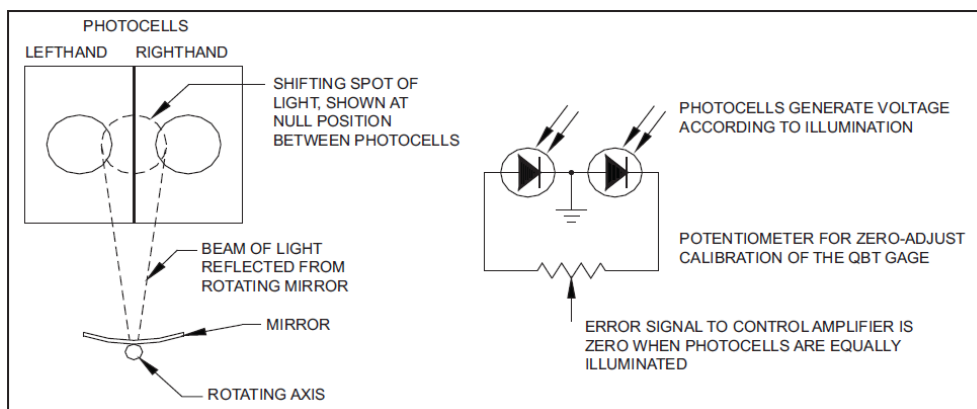 PHOTOCELLS
LEFTHAND
RIGHTHAND
SHIFTING SPOT OF
LIGHT, SHOWN AT
NULL POSITION
BETWEEN PHOTOCELLS
BEAM OF LIGHT
REFLECTED FROM
ROTATING MIRROR
MIRROR
ROTATING AXIS
PHOTOCELLS GENERATE VOLTAGE
ACCORDING TO ILLUMINATION
POTENTIOMETER FOR ZERO-ADJUST
CALIBRATION OF THE QBT GAGE
ERROR SIGNAL TO CONTROL AMPLIFIER IS
ZERO WHEN PHOTOCELLS ARE EQUALLY
ILLUMINATED